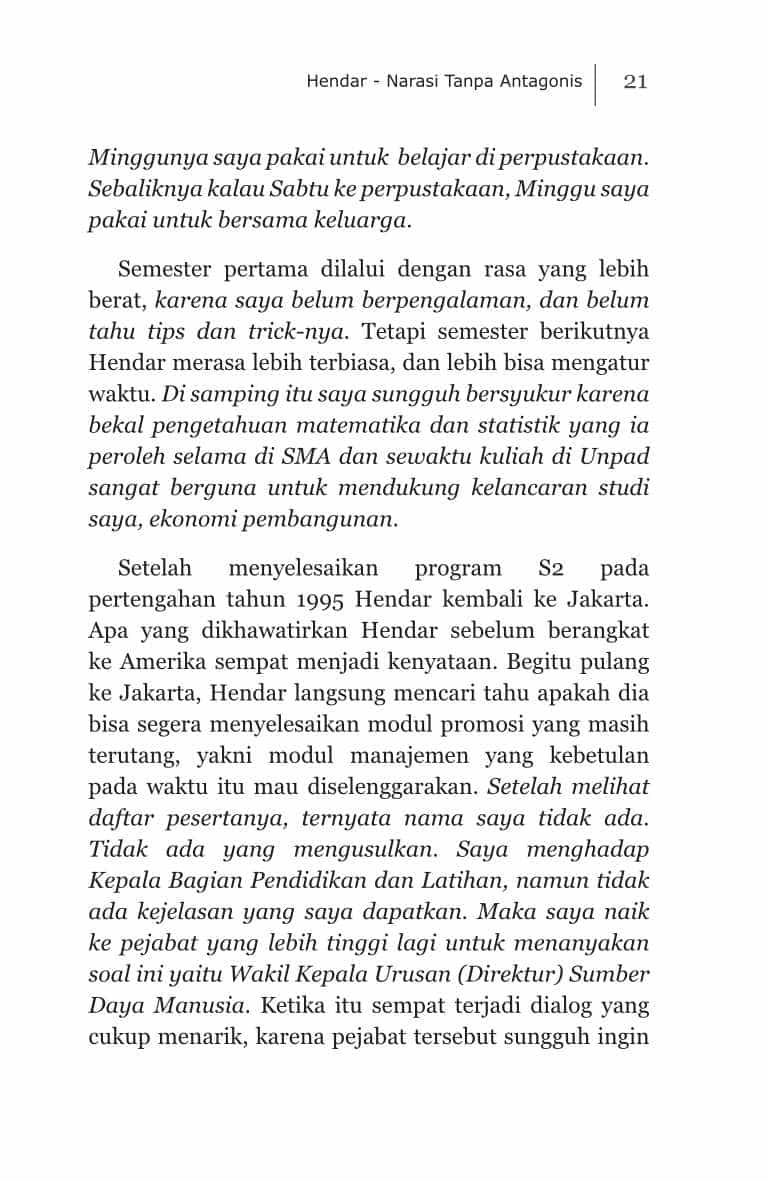 Hendar - Narasi Tanpa Antagonis 21
Minggunya saya pakai untuk belajar di perpustakaan.
Sebaliknya kalau Sabtu ke perpustakaan, Minggu saya
pakai untuk bersama keluarga.
Semester pertama dilalui dengan rasa yang lebih
berat, karena saya belum berpengalaman, dan belum
tahu tips dan trick-nya. Tetapi semester berikutnya
Hendar merasa lebih terbiasa, dan lebih bisa mengatur
waktu. Di samping itu saya sungguh bersyukur karena
bekal pengetahuan matematika dan statistik yang ia
peroleh selama di SMA dan sewaktu kuliah di Unpad
sangat berguna untuk mendukung kelancaran studi
saya, ekonomi pembangunan.
Setelah menyelesaikan program S2 pada
pertengahan tahun 1995 Hendar kembali ke Jakarta.
Apa yang dikhawatirkan Hendar sebelum berangkat
ke Amerika sempat menjadi kenyataan. Begitu pulang
ke Jakarta, Hendar langsung mencari tahu apakah dia
bisa segera menyelesaikan modul promosi yang masih
terutang, yakni modul manajemen yang kebetulan
pada waktu itu mau diselenggarakan. Setelah melihat
daftar pesertanya, ternyata nama saya tidak ada.
Tidak ada yang mengusulkan. Saya menghadap
Kepala Bagian Pendidikan dan Latihan, namun tidak
ada kejelasan yang saya dapatkan. Maka saya naik
ke pejabat yang lebih tinggi lagi untuk menanyakan
soal ini yaitu Wakil Kepala Urusan (Direktur) Sumber
Daya Manusia. Ketika itu sempat terjadi dialog yang
cukup menarik, karena pejabat tersebut sungguh ingin